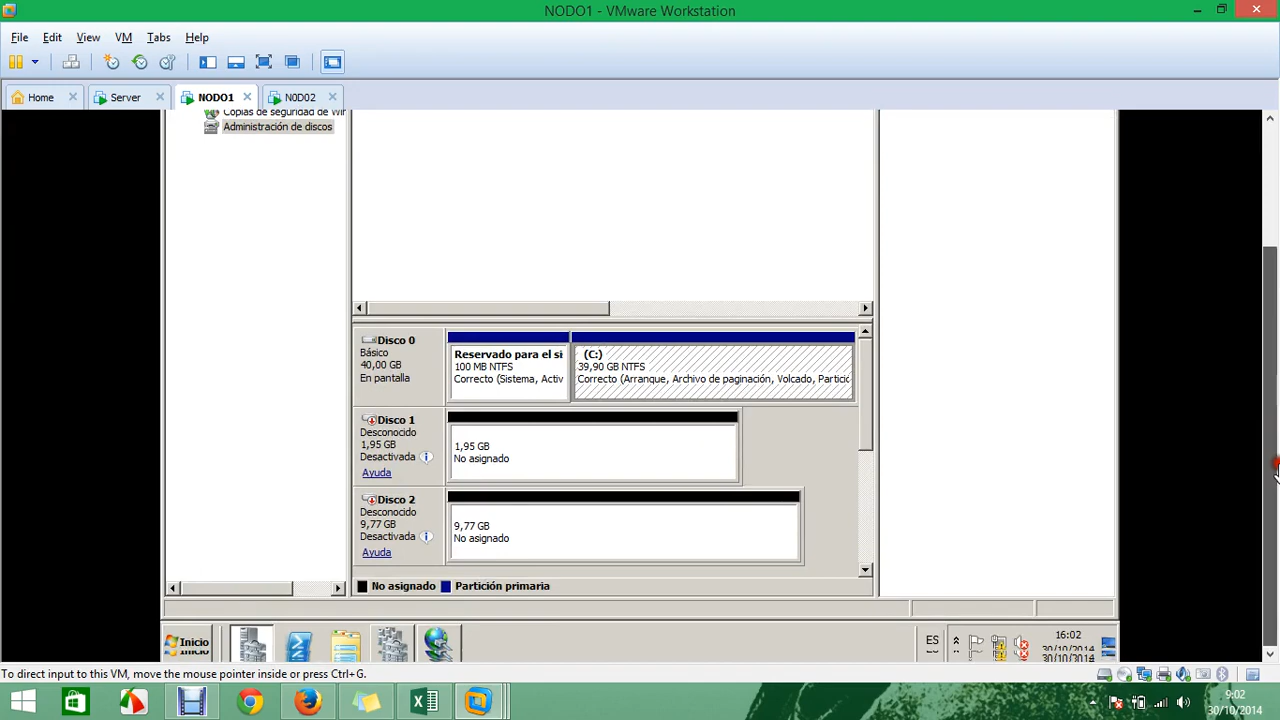 NODO1 - VMware Workstation
File Edit View VM Tabs Help
Home Server NODO1 NODO2
Copias de seguridad de Wir
Administración de discos
Disco 0
Básico
40,00 GB
En pantalla
Reservado para el si
100 MB NTFS
Correcto (Sistema, Activ
(C:)
39,90 GB NTFS
Correcto (Arranque, Archivo de paginación, Volcado, Partic
Disco 1
Desconocido
1,95 GB
Desactivada
Ayuda
1,95 GB
No asignado
Disco 2
Desconocido
9,77 GB
Desactivada
Ayuda
9,77 GB
No asignado
No asignado Partición primaria
Inicio
ES
16:02
30/10/2014
To direct input to this VM, move the mouse pointer inside or press Ctrl+G.
9:02
30/10/2014